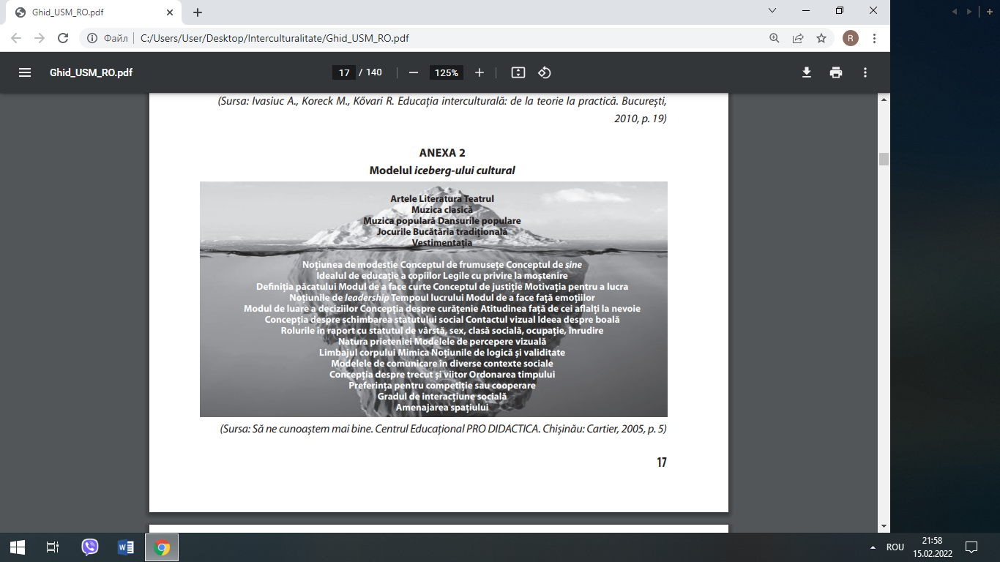 Ghid_USM_RO.pdf
Файл
C:/Users/User/Desktop/Interculturalitate/Ghid_USM_RO.pdf
R
Ghid_USM_RO.pdf
17 / 140
125%
(Sursa: Ivasiuc A., Koreck M., Kővari R. Educația interculturală: de la teorie la practică. București,
2010, p. 19)
ANEXA 2
Modelul iceberg-ului cultural
Artele Literatura Teatrul
Muzica clasică
Muzica populară Dansurile populare
Jocurile Bucătăria tradițională
Vestimentația
Noțiunea de modestie Conceptul de frumusețe Conceptul de sine
Idealul de educație a copiilor Legile cu privire la moștenire
Definiția păcatului Modul de a face curte Conceptul de justiție Motivația pentru a lucra
Noțiunile de leadership Tempoul lucrului Modul de a face față emoțiilor
Modul de luare a deciziilor Concepția despre curățenie Atitudinea față de cei aflați la nevoie
Concepția despre schimbarea statutului social Contactul vizual Ideea despre boală
Rolurile în raport cu statutul de vârstă, sex, clasă socială, ocupație, înrudire
Natura prieteniei Modelele de percepere vizuală
Limbajul corpului Mimica Noțiunile de logică și validitate
Modelele de comunicare în diverse contexte sociale
Concepția despre trecut și viitor Ordonarea timpului
Preferința pentru competiție sau cooperare
Gradul de interacțiune socială
Amenajarea spațiului
(Sursa: Să ne cunoaștem mai bine. Centrul Educațional PRO DIDACTICA. Chișinău: Cartier, 2005, p. 5)
17
ROU
21:58
15.02.2022